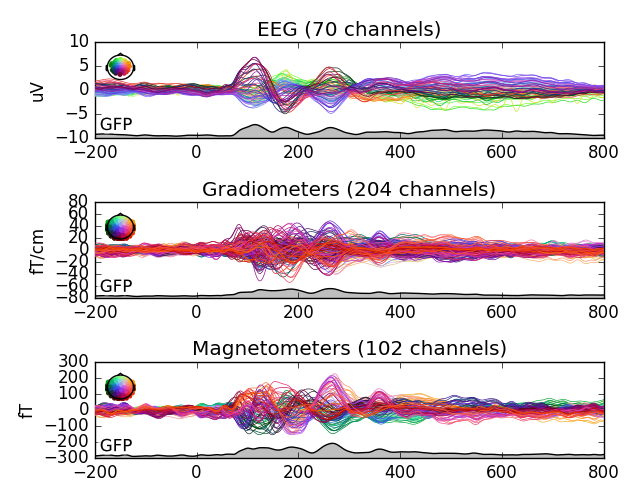 EEG (70 channels)
10
5
0
−5
−10
uV
GFP
−200 0 200 400 600 800
Gradiometers (204 channels)
80
60
40
20
0
−20
−40
−60
−80
fT/cm
GFP
−200 0 200 400 600 800
Magnetometers (102 channels)
300
200
100
0
−100
−200
−300
fT
GFP
−200 0 200 400 600 800